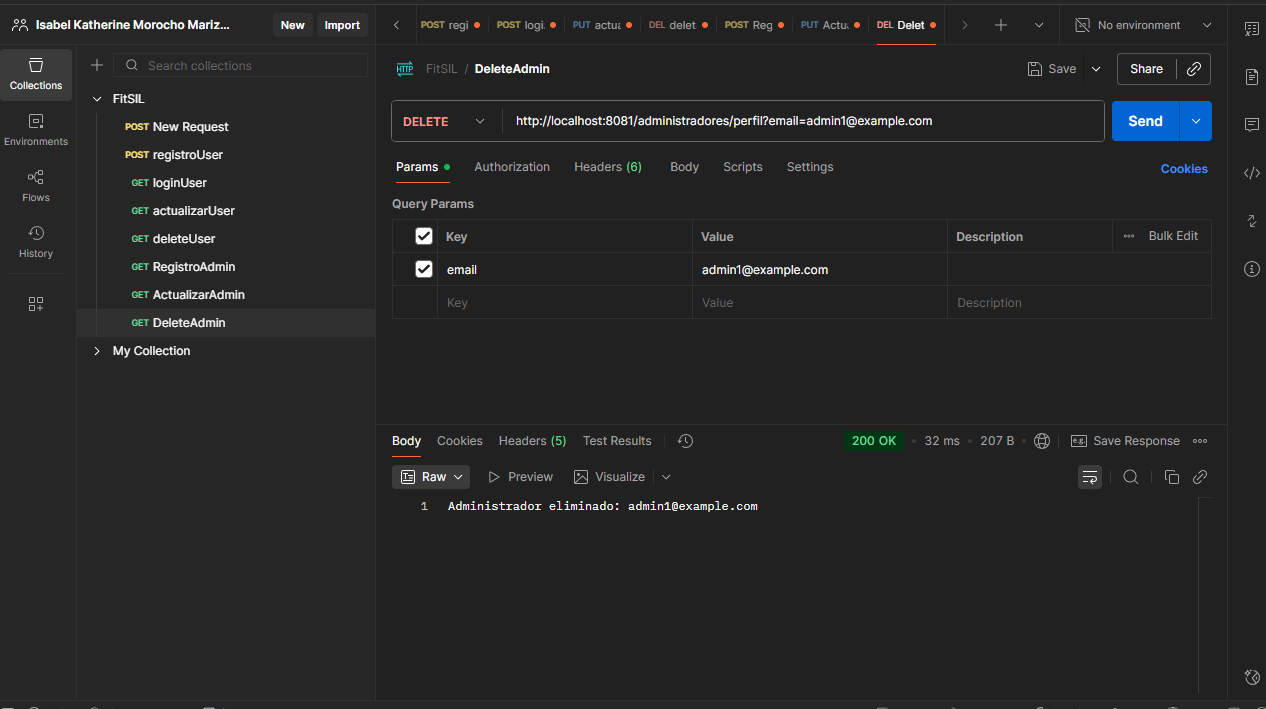 Isabel Katherine Morocho Mariz...
New
Import
POST regi
POST logi
PUT actua
DEL delet
POST Reg
PUT Actua
DEL Delet
No environment
Collections
Environments
Flows
History
Search collections
FitSIL
POST New Request
POST registroUser
GET loginUser
GET actualizarUser
GET deleteUser
GET RegistroAdmin
GET ActualizarAdmin
GET DeleteAdmin
My Collection
HTTP FitSIL / DeleteAdmin
Save
Share
DELETE
http://localhost:8081/administradores/perfil?email=admin1@example.com
Send
Params Authorization Headers (6) Body Scripts Settings
Cookies
Query Params
Key Value Description Bulk Edit
email admin1@example.com
Key Value Description
Body Cookies Headers (5) Test Results
200 OK 32 ms 207 B e.g. Save Response
Raw Preview Visualize
1 Administrador eliminado: admin1@example.com